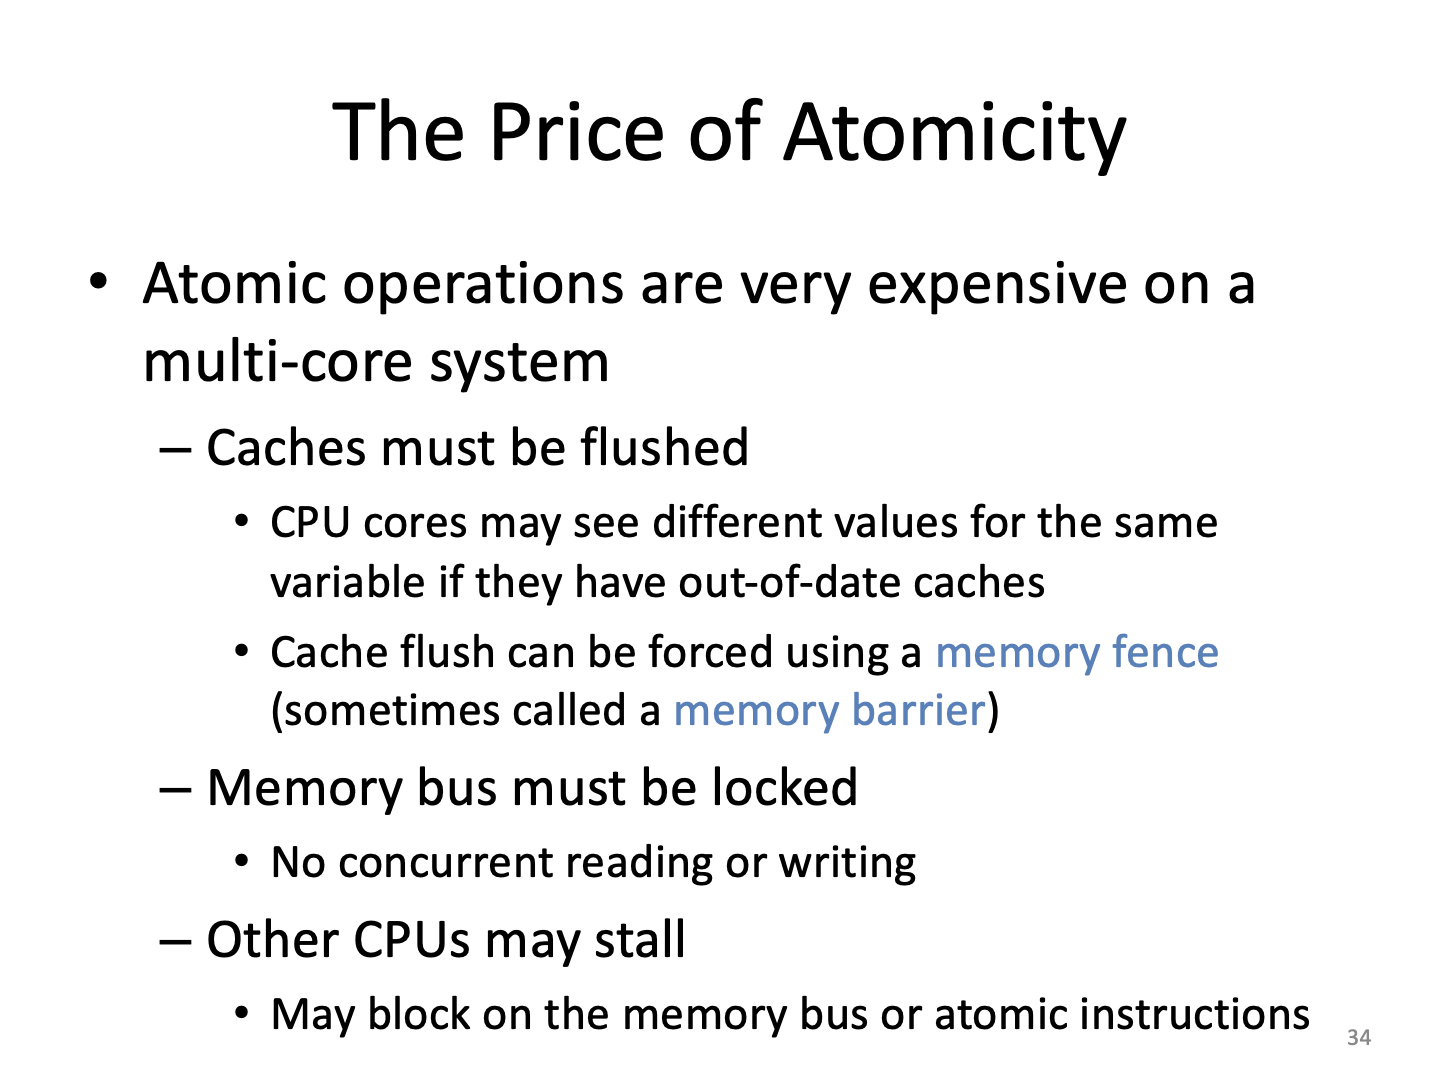 The Price of Atomicity
• Atomic operations are very expensive on a
multi-core system
– Caches must be flushed
• CPU cores may see different values for the same
variable if they have out-of-date caches
• Cache flush can be forced using a memory fence
(sometimes called a memory barrier)
– Memory bus must be locked
• No concurrent reading or writing
– Other CPUs may stall
• May block on the memory bus or atomic instructions
34